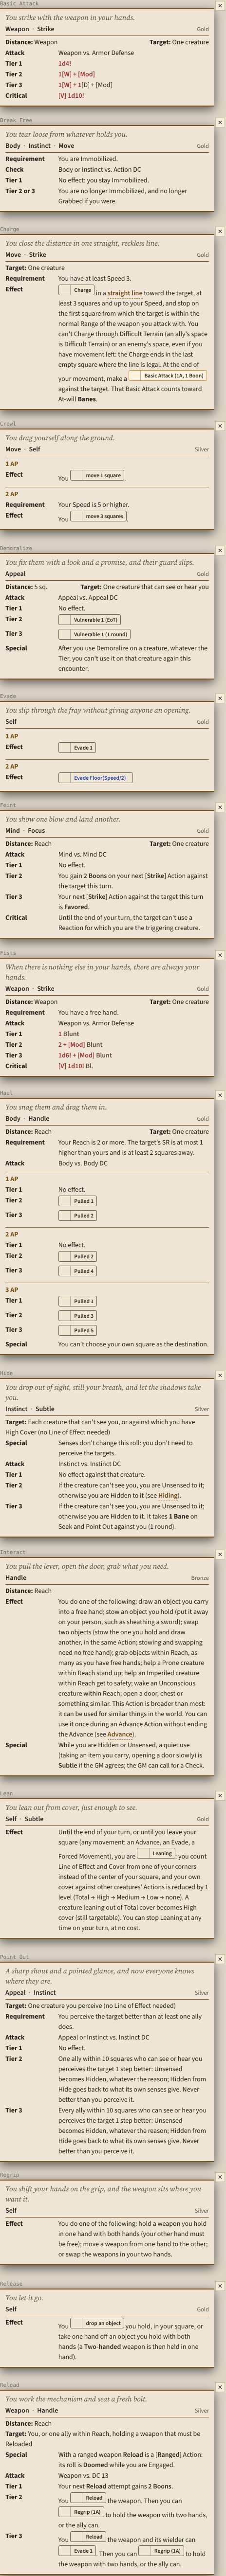 Basic Attack
×
You strike with the weapon in your hands.
Weapon · Strike Gold
Distance: Weapon Target: One creature
Attack Weapon vs. Armor Defense
Tier 1 1d4!
Tier 2 1[W] + [Mod]
Tier 3 1[W] + 1[D] + [Mod]
Critical [V] 1d10!
Break Free
×
You tear loose from whatever holds you.
Body · Instinct · Move Gold
Requirement You are Immobilized.
Check Body or Instinct vs. Action DC
Tier 1 No effect: you stay Immobilized.
Tier 2 or 3 You are no longer Immobilized, and no longer
Grabbed if you were.
Charge
×
You close the distance in one straight, reckless line.
Move · Strike Gold
Target: One creature
Requirement You have at least Speed 3.
Effect Charge in a straight line toward the target, at
least 3 squares and up to your Speed, and stop on
the first square from which the target is within the
normal Range of the weapon you attack with. You
can't Charge through Difficult Terrain (an ally's space
is Difficult Terrain) or an enemy's space, even if you
have movement left: the Charge ends in the last
empty square where the line is legal. At the end of
your movement, make a Basic Attack (1A, 1 Boon)
against the target. That Basic Attack counts toward
At-will Banes.
Crawl
×
You drag yourself along the ground.
Move · Self Silver
1 AP
Effect You move 1 square.
2 AP
Requirement Your Speed is 5 or higher.
Effect You move 3 squares.
Demoralize
×
You fix them with a look and a promise, and their guard slips.
Appeal Gold
Distance: 5 sq. Target: One creature that can see or hear you
Attack Appeal vs. Appeal DC
Tier 1 No effect.
Tier 2 Vulnerable 1 (EoT)
Tier 3 Vulnerable 1 (1 round)
Special After you use Demoralize on a creature, whatever the
Tier, you can't use it on that creature again this
encounter.
Evade
×
You slip through the fray without giving anyone an opening.
Self Gold
1 AP
Effect Evade 1
2 AP
Effect Evade Floor(Speed/2)
Feint
×
You show one blow and land another.
Mind · Focus Gold
Distance: Reach Target: One creature
Attack Mind vs. Mind DC
Tier 1 No effect.
Tier 2 You gain 2 Boons on your next [Strike] Action against
the target this turn.
Tier 3 Your next [Strike] Action against the target this turn
is Favored.
Critical Until the end of your turn, the target can't use a
Reaction for which you are the triggering creature.
Fists
×
When there is nothing else in your hands, there are always your
hands.
Weapon · Strike Gold
Distance: Weapon Target: One creature
Requirement You have a free hand.
Attack Weapon vs. Armor Defense
Tier 1 1 Blunt
Tier 2 2 + [Mod] Blunt
Tier 3 1d6! + [Mod] Blunt
Critical [V] 1d10! Bl.
Haul
×
You snag them and drag them in.
Body · Handle Gold
Distance: Reach Target: One creature
Requirement Your Reach is 2 or more. The target's SR is at most 1
higher than yours and is at least 2 squares away.
Attack Body vs. Body DC
1 AP
Tier 1 No effect.
Tier 2 Pulled 1
Tier 3 Pulled 2
2 AP
Tier 1 No effect.
Tier 2 Pulled 2
Tier 3 Pulled 4
3 AP
Tier 1 Pulled 1
Tier 2 Pulled 3
Tier 3 Pulled 5
Special You can't choose your own square as the destination.
Hide
×
You drop out of sight, still your breath, and let the shadows take
you.
Instinct · Subtle Silver
Target: Each creature that can't see you, or against which you have
High Cover (no Line of Effect needed)
Special Senses don't change this roll: you don't need to
perceive the targets.
Attack Instinct vs. Instinct DC
Tier 1 No effect against that creature.
Tier 2 If the creature can't see you, you are Unsensed to it;
otherwise you are Hidden to it (see Hiding).
Tier 3 If the creature can't see you, you are Unsensed to it;
otherwise you are Hidden to it. It takes 1 Bane on
Seek and Point Out against you (1 round).
Interact
×
You pull the lever, open the door, grab what you need.
Handle Bronze
Distance: Reach
Effect You do one of the following: draw an object you carry
into a free hand; stow an object you hold (put it away
on your person, such as sheathing a sword); swap
two objects (stow the one you hold and draw
another, in the same Action; stowing and swapping
need no free hand); grab objects within Reach, as
many as you have free hands; help a Prone creature
within Reach stand up; help an Imperiled creature
within Reach get to safety; wake an Unconscious
creature within Reach; open a door, chest or
something similar. This Action is broader than most:
it can be used for similar things in the world. You can
use it once during an Advance Action without ending
the Advance (see Advance).
Special While you are Hidden or Unsensed, a quiet use
(taking an item you carry, opening a door slowly) is
Subtle if the GM agrees; the GM can call for a Check.
Lean
×
You lean out from cover, just enough to see.
Self · Subtle Gold
Effect Until the end of your turn, or until you leave your
square (any movement: an Advance, an Evade, a
Forced Movement), you are Leaning: you count
Line of Effect and Cover from one of your corners
instead of the center of your square, and your own
cover against other creatures' Actions is reduced by 1
level (Total → High → Medium → Low → none). A
creature leaning out of Total cover becomes High
cover (still targetable). You can stop Leaning at any
time on your turn, at no cost.
Point Out
×
A sharp shout and a pointed glance, and now everyone knows
where they are.
Appeal · Instinct Silver
Target: One creature you perceive (no Line of Effect needed)
Requirement You perceive the target better than at least one ally
does.
Attack Appeal or Instinct vs. Instinct DC
Tier 1 No effect.
Tier 2 One ally within 10 squares who can see or hear you
perceives the target 1 step better: Unsensed
becomes Hidden, whatever the reason; Hidden from
Hide goes back to what its own senses give. Never
better than you perceive it.
Tier 3 Every ally within 10 squares who can see or hear you
perceives the target 1 step better: Unsensed
becomes Hidden, whatever the reason; Hidden from
Hide goes back to what its own senses give. Never
better than you perceive it.
Regrip
×
You shift your hands on the grip, and the weapon sits where you
want it.
Self Silver
Effect You do one of the following: hold a weapon you hold
in one hand with both hands (your other hand must
be free); move a weapon from one hand to the other;
or swap the weapons in your two hands.
Release
×
You let it go.
Self Gold
Effect You drop an object you hold, in your square, or
take one hand off an object you hold with both
hands (a Two-handed weapon is then held in one
hand).
Reload
×
You work the mechanism and seat a fresh bolt.
Weapon · Handle Silver
Distance: Reach
Target: You, or one ally within Reach, holding a weapon that must be
Reloaded
Special With a ranged weapon Reload is a [Ranged] Action:
its roll is Doomed while you are Engaged.
Attack Weapon vs. DC 13
Tier 1 Your next Reload attempt gains 2 Boons.
Tier 2 You Reload the weapon. Then you can
Regrip (1A) to hold the weapon with two hands,
or the ally can.
Tier 3 You Reload the weapon and its wielder can
Evade 1. Then you can Regrip (1A) to hold
the weapon with two hands, or the ally can.